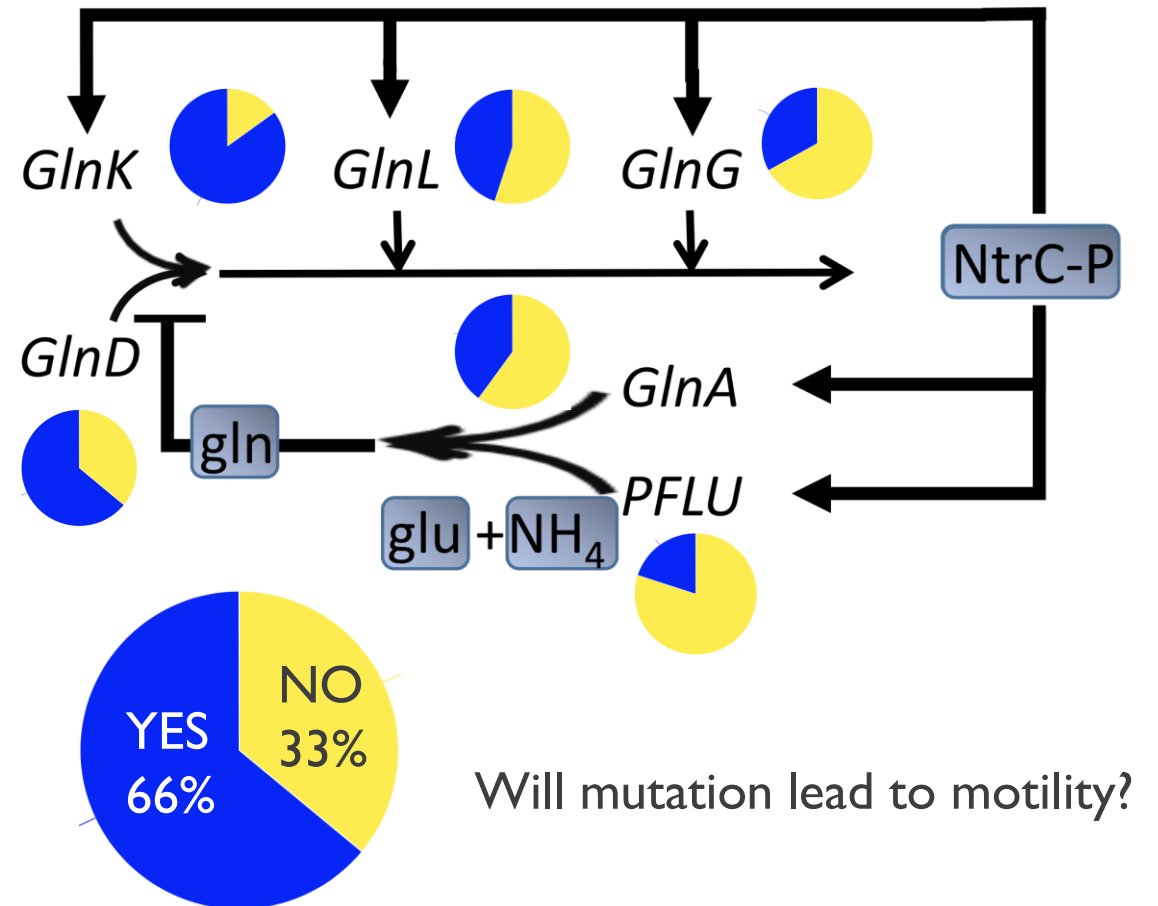 GlnK
GlnL
GlnG
NtrC-P
GlnD
GlnA
gln
PFLU
glu + NH₄
YES
66%
NO
33%
Will mutation lead to motility?